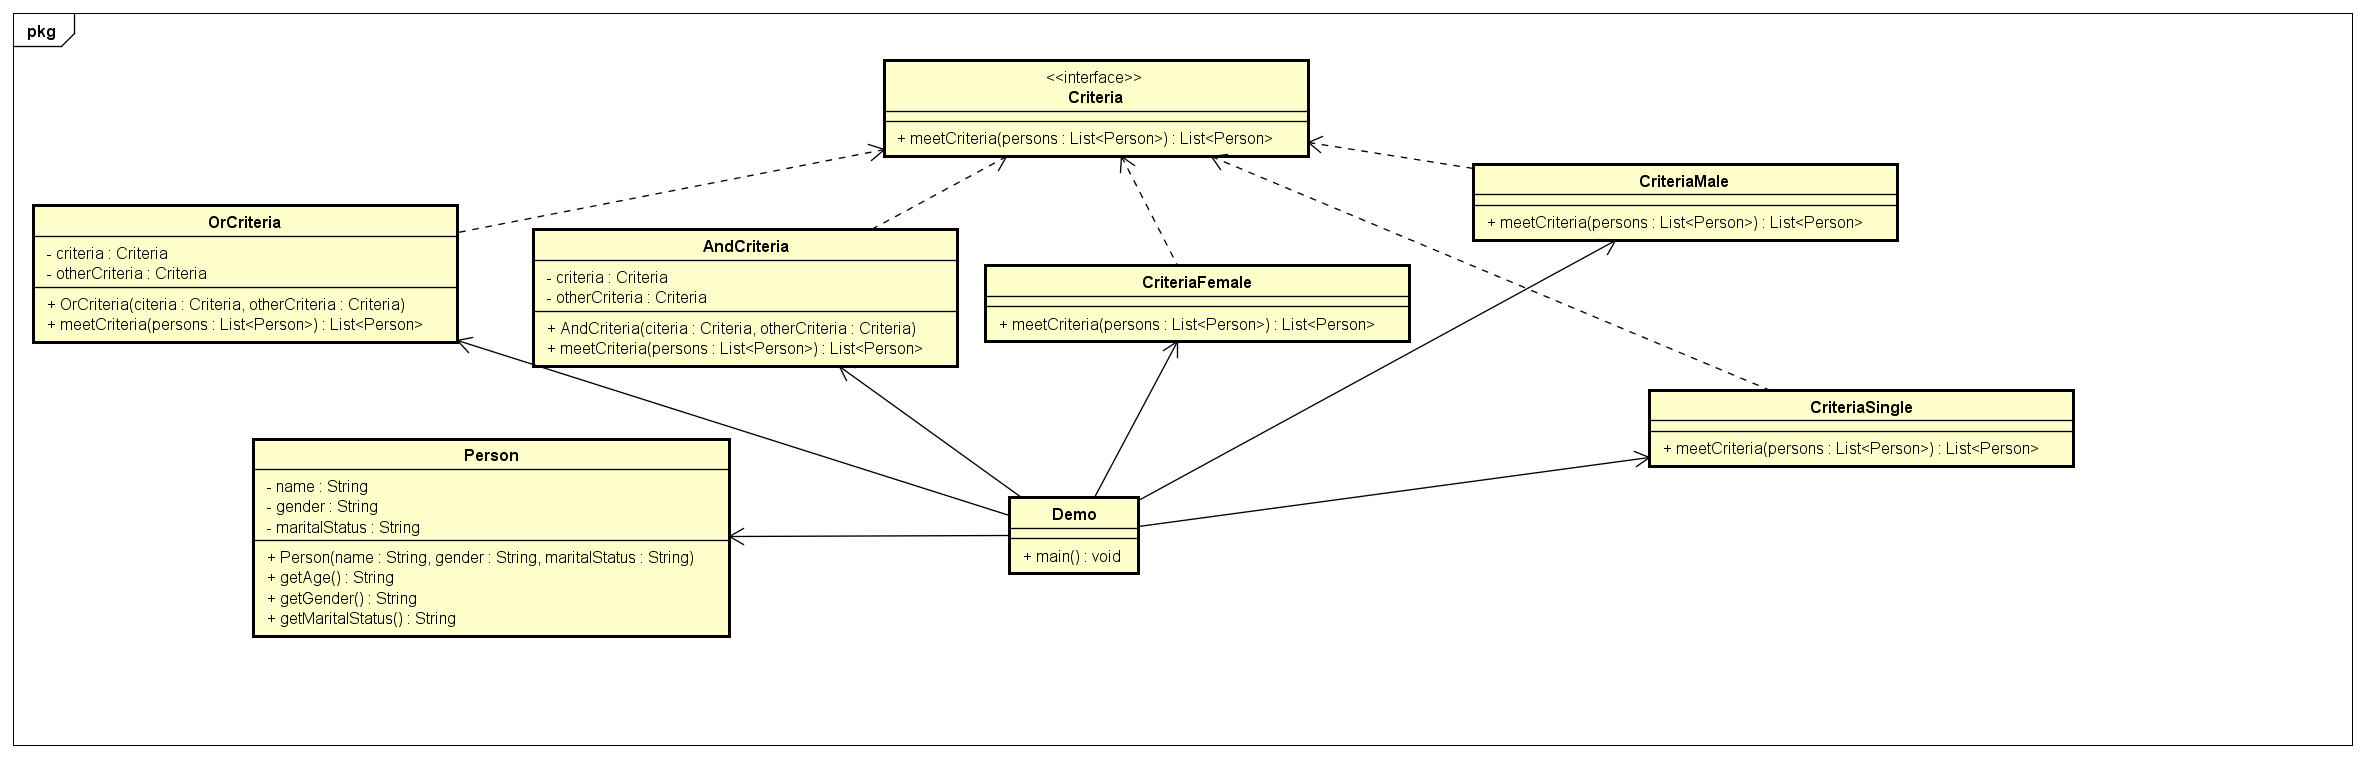 pkg
<<interface>>
Criteria
+ meetCriteria(persons : List<Person>) : List<Person>
OrCriteria
- criteria : Criteria
- otherCriteria : Criteria
+ OrCriteria(citeria : Criteria, otherCriteria : Criteria)
+ meetCriteria(persons : List<Person>) : List<Person>
AndCriteria
- criteria : Criteria
- otherCriteria : Criteria
+ AndCriteria(citeria : Criteria, otherCriteria : Criteria)
+ meetCriteria(persons : List<Person>) : List<Person>
CriteriaFemale
+ meetCriteria(persons : List<Person>) : List<Person>
CriteriaMale
+ meetCriteria(persons : List<Person>) : List<Person>
CriteriaSingle
+ meetCriteria(persons : List<Person>) : List<Person>
Person
- name : String
- gender : String
- maritalStatus : String
+ Person(name : String, gender : String, maritalStatus : String)
+ getAge() : String
+ getGender() : String
+ getMaritalStatus() : String
Demo
+ main() : void